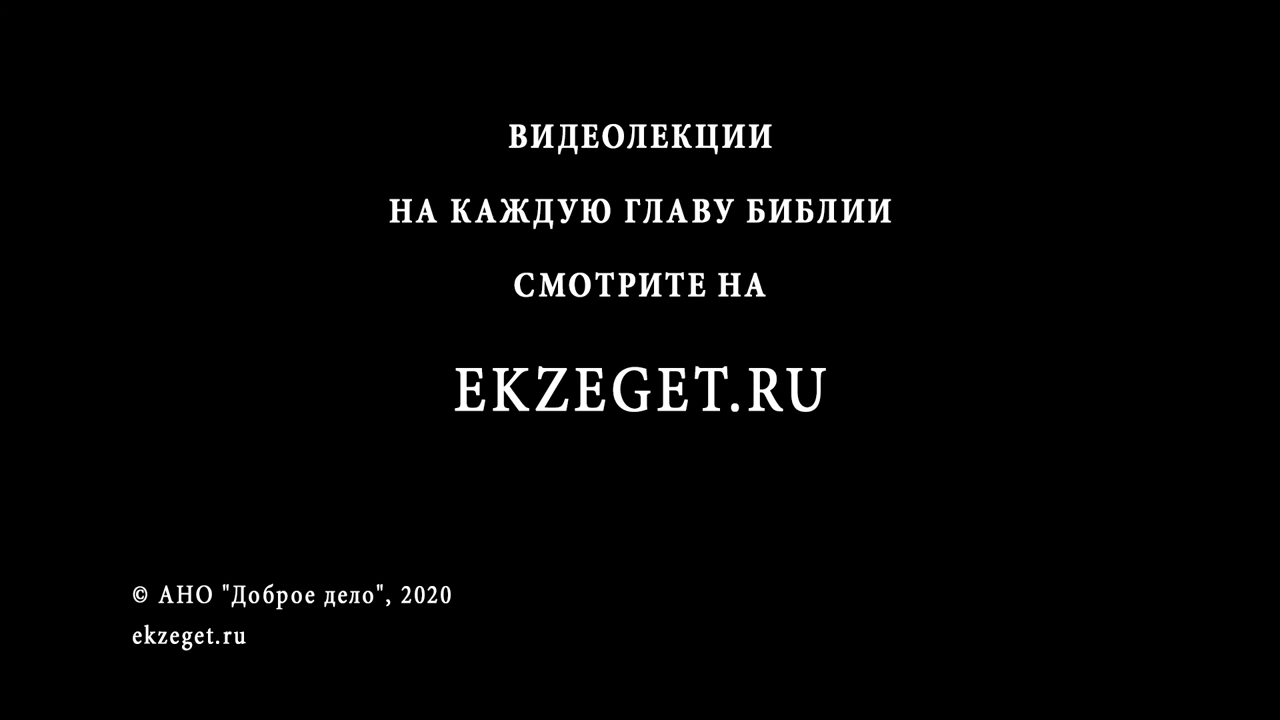 ВИДЕОЛЕКЦИИ
НА КАЖДУЮ ГЛАВУ БИБЛИИ
СМОТРИТЕ НА
EKZEGET.RU
© АНО "Доброе дело", 2020
ekzeget.ru